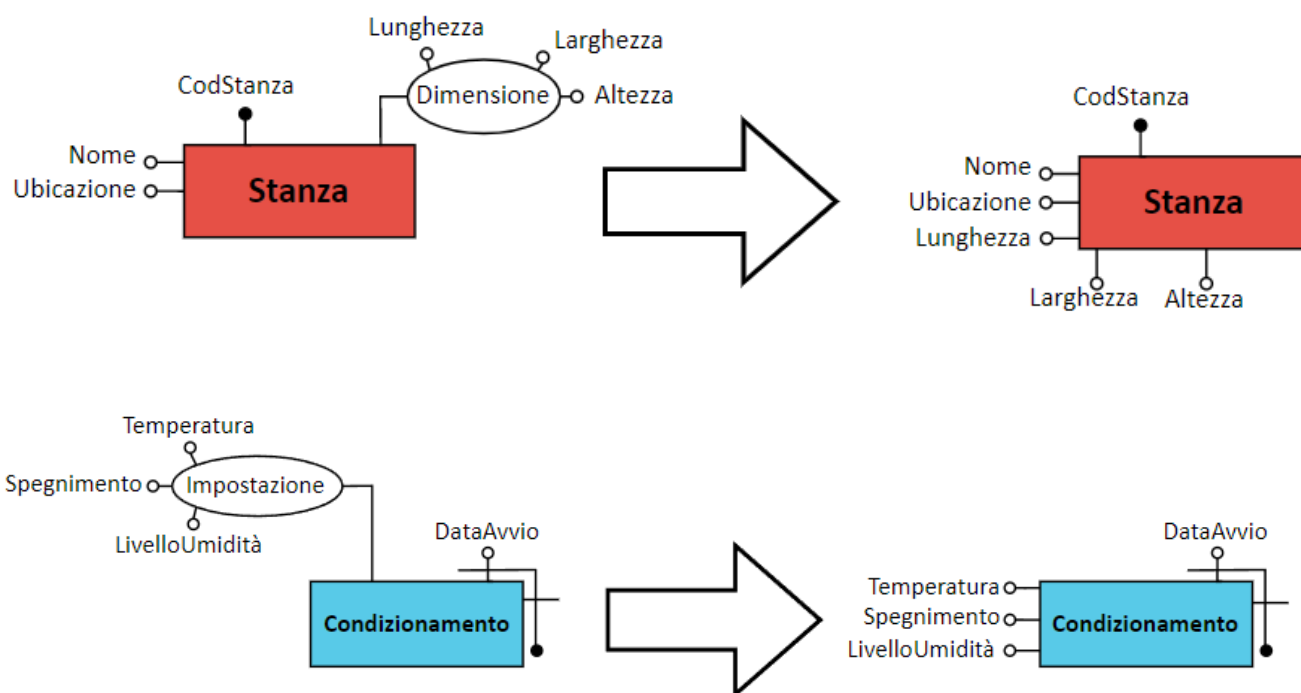 Lunghezza
Larghezza
CodStanza
Dimensione
Altezza
Nome
Ubicazione
Stanza
CodStanza
Nome
Ubicazione
Lunghezza
Stanza
Larghezza
Altezza
Temperatura
Spegnimento
Impostazione
LivelloUmidità
DataAvvio
Condizionamento
DataAvvio
Temperatura
Spegnimento
LivelloUmidità
Condizionamento